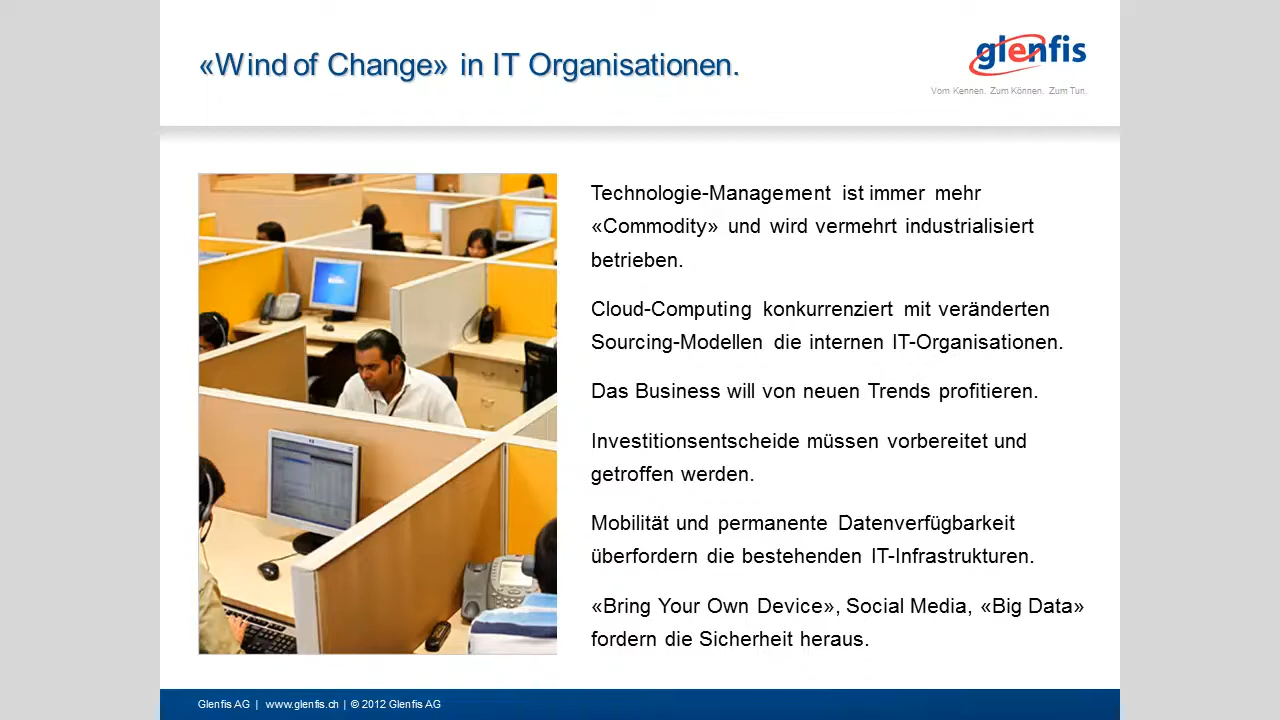 «Wind of Change» in IT Organisationen.
glenfis
Vom Kennen. Zum Können. Zum Tun.
Technologie-Management ist immer mehr
«Commodity» und wird vermehrt industrialisiert
betrieben.
Cloud-Computing konkurrenziert mit veränderten
Sourcing-Modellen die internen IT-Organisationen.
Das Business will von neuen Trends profitieren.
Investitionsentscheide müssen vorbereitet und
getroffen werden.
Mobilität und permanente Datenverfügbarkeit
überfordern die bestehenden IT-Infrastrukturen.
«Bring Your Own Device», Social Media, «Big Data»
fordern die Sicherheit heraus.
Glenfis AG | www.glenfis.ch | © 2012 Glenfis AG